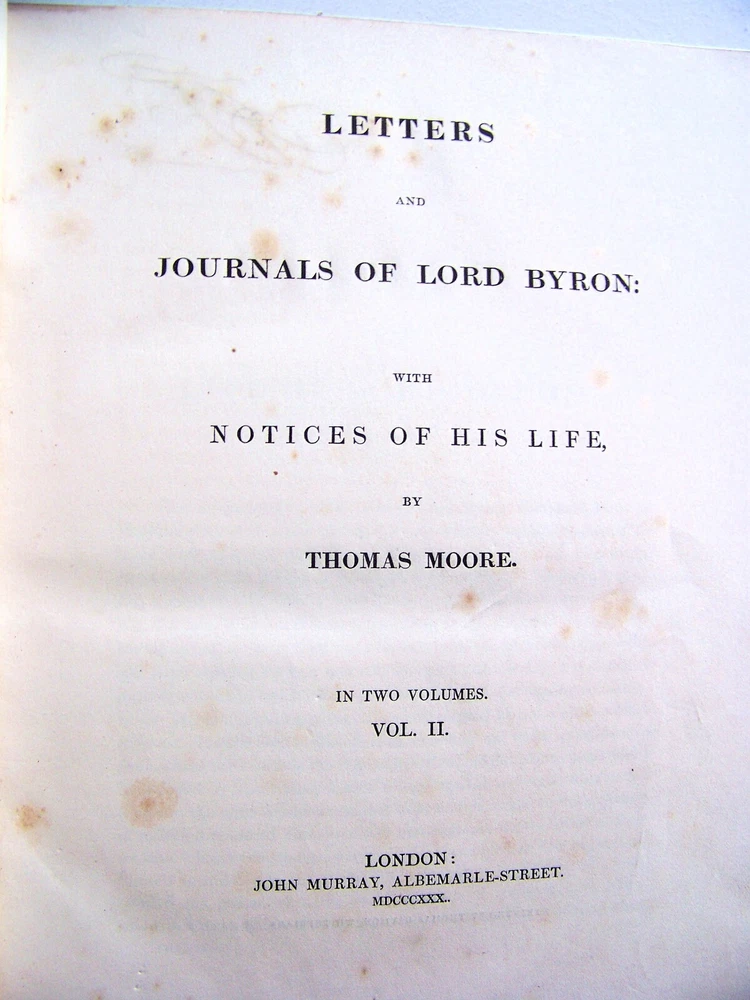 LETTERS
AND
JOURNALS OF LORD BYRON:
WITH
NOTICES OF HIS LIFE,
BY
THOMAS MOORE.
IN TWO VOLUMES.
VOL. II.
LONDON:
JOHN MURRAY, ALBEMARLE-STREET.
MDCCCXXX..